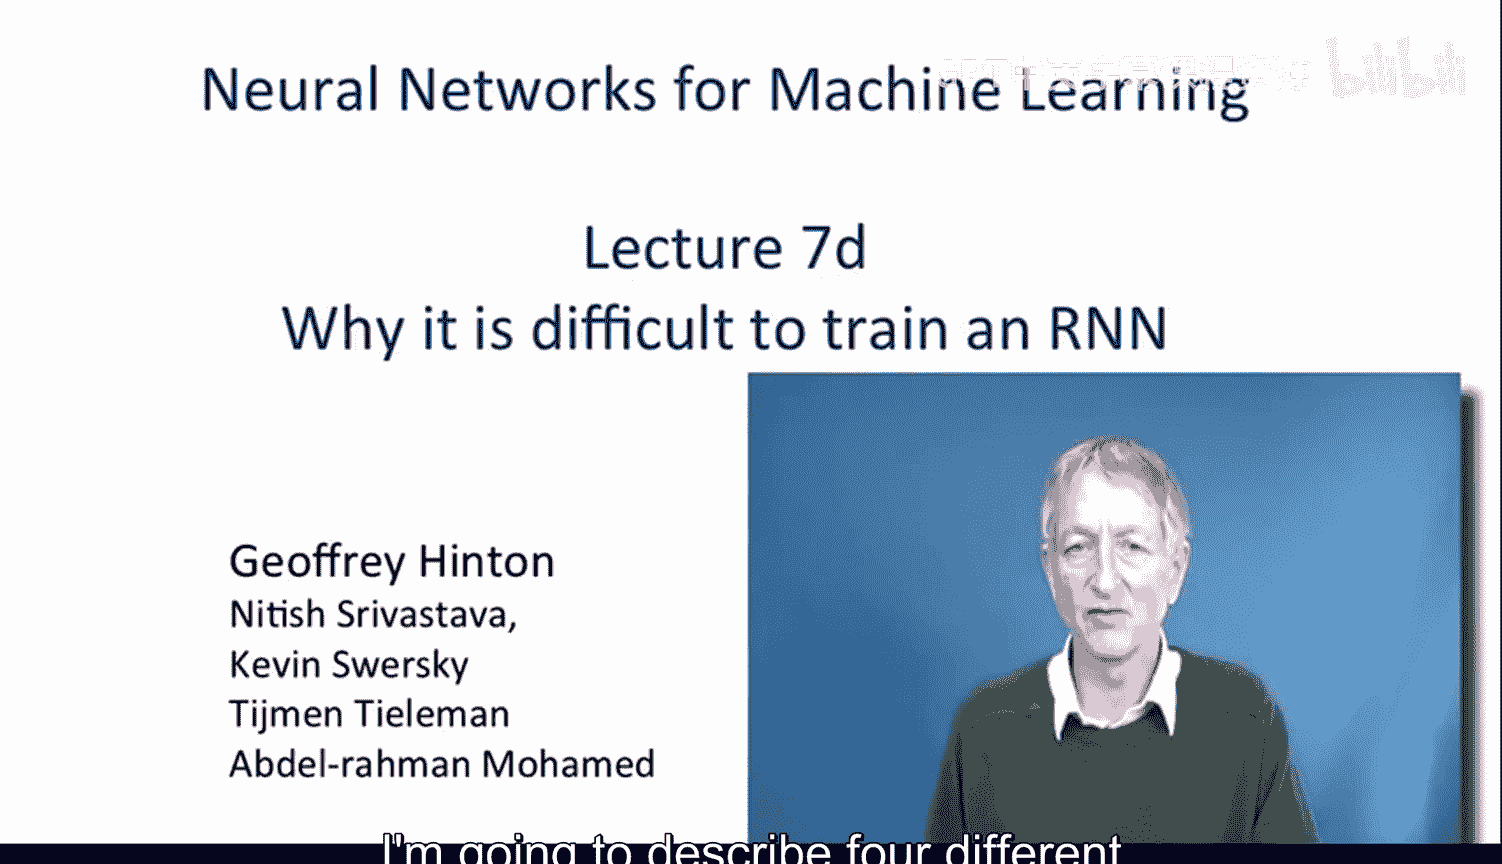 Neural Networks for Machine Learning
bilibili
Lecture 7d
Why it is difficult to train an RNN
Geoffrey Hinton
Nitish Srivastava,
Kevin Swersky
Tijmen Tieleman
Abdel-rahman Mohamed
I'm going to describe four different